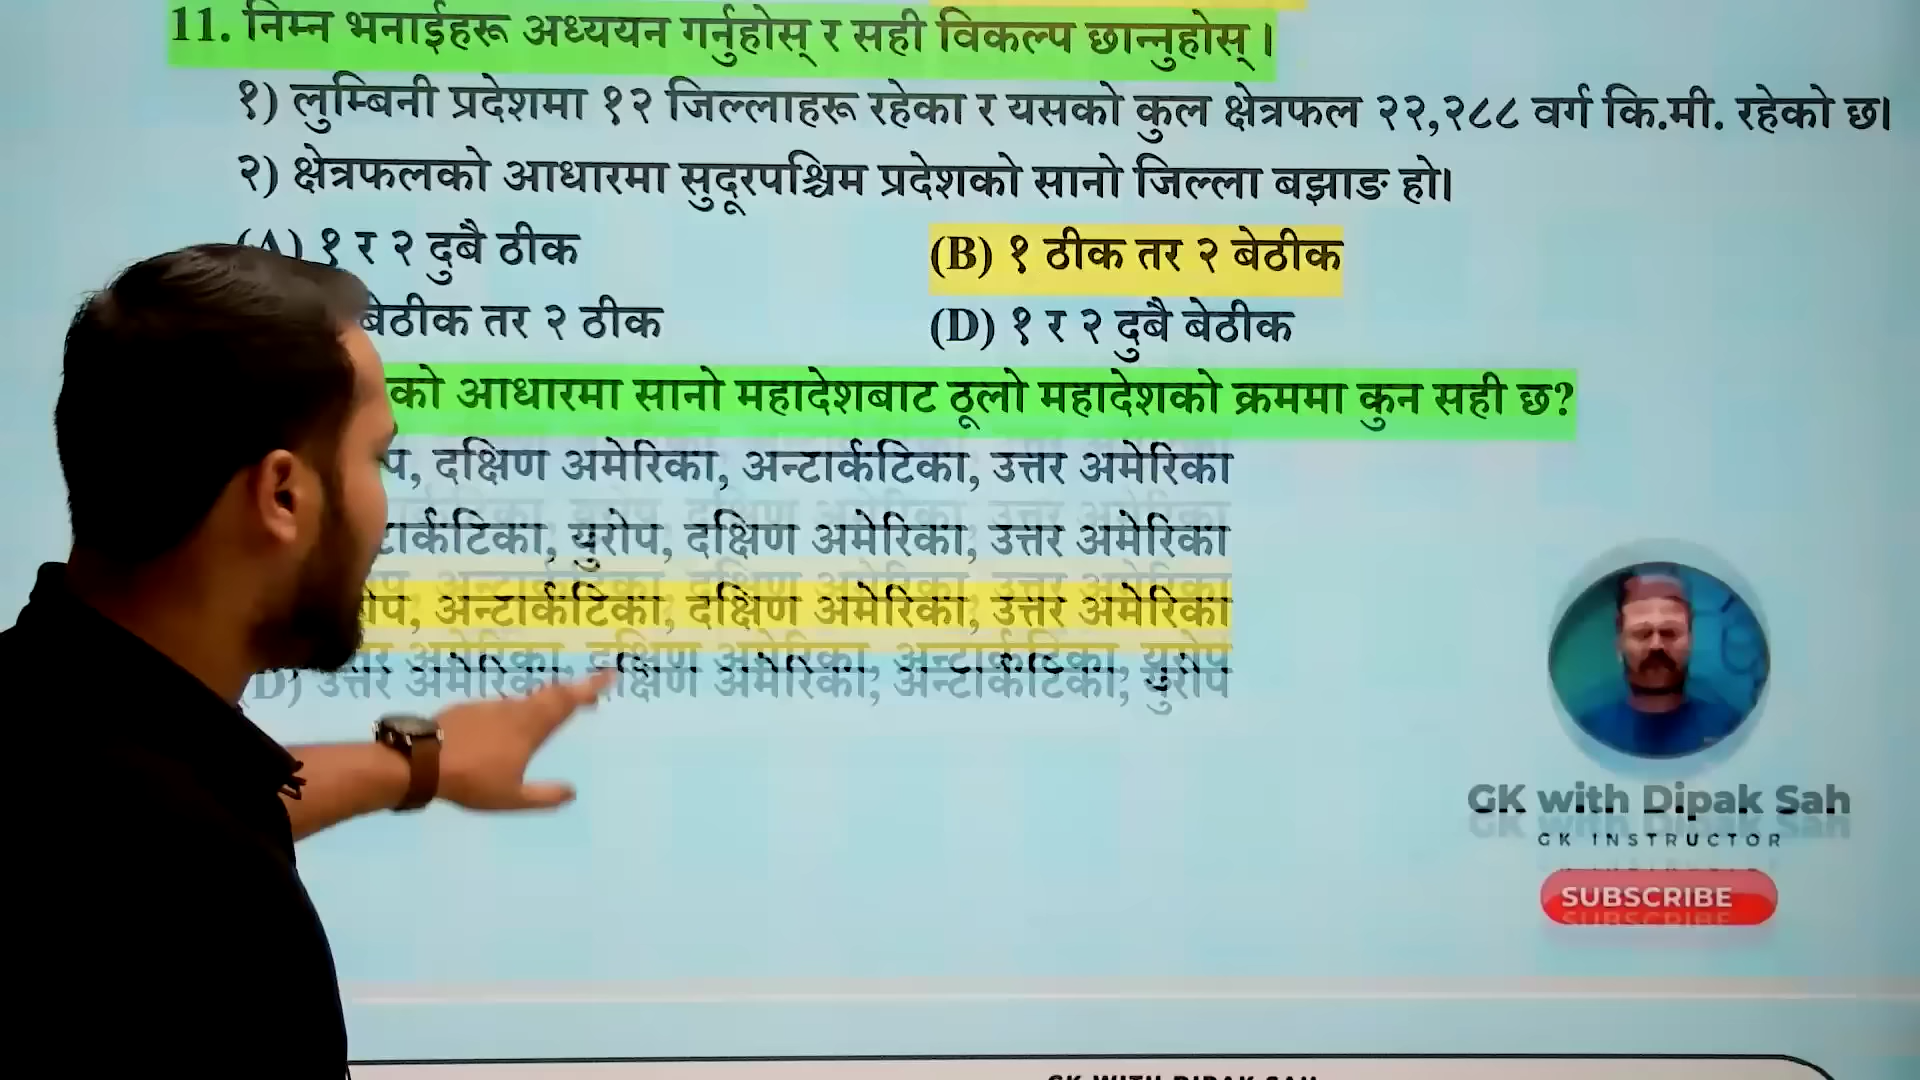 11. निम्न भनाईहरू अध्ययन गर्नुहोस् र सही विकल्प छान्नुहोस् ।
१) लुम्बिनी प्रदेशमा १२ जिल्लाहरू रहेका र यसको कुल क्षेत्रफल २२,२८८ वर्ग कि.मी. रहेको छ।
२) क्षेत्रफलको आधारमा सुदूरपश्चिम प्रदेशको सानो जिल्ला बझाङ हो।
(A) १ र २ दुबै ठीक (B) १ ठीक तर २ बेठीक
बेठीक तर २ ठीक (D) १ र २ दुबै बेठीक
को आधारमा सानो महादेशबाट ठूलो महादेशको क्रममा कुन सही छ?
दक्षिण अमेरिका, अन्टार्कटिका, उत्तर अमेरिका
युरोप, दक्षिण अमेरिका, उत्तर अमेरिका
अन्टार्कटिका, दक्षिण अमेरिका, उत्तर अमेरिका
D) उत्तर अमेरिका, दक्षिण अमेरिका, अन्टार्कटिका, युरोप
GK with Dipak Sah
GK INSTRUCTOR
SUBSCRIBE
GK WITH DIPAK SAH